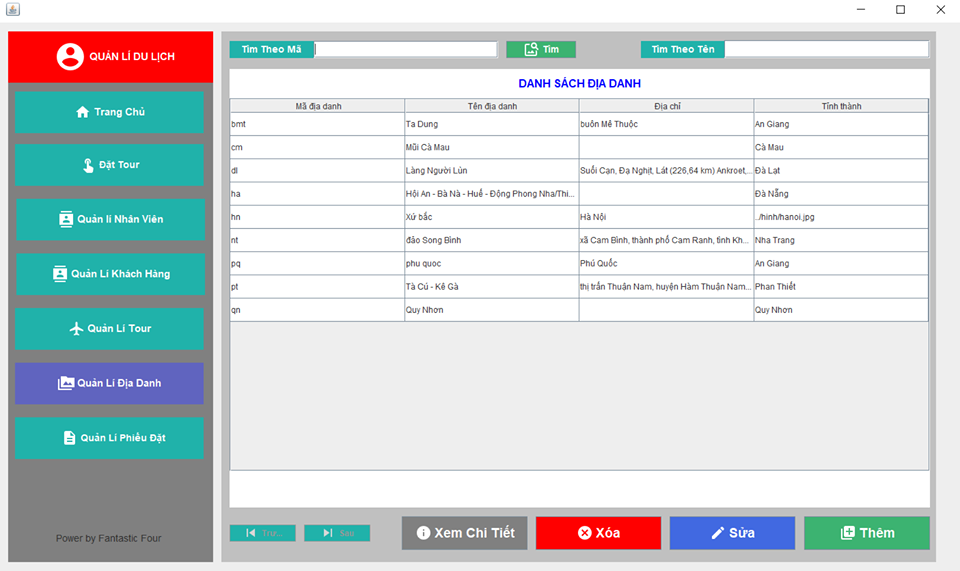 QUẢN LÍ DU LỊCH
Trang Chủ
Đặt Tour
Quản lí Nhân Viên
Quản Lí Khách Hàng
Quản Lí Tour
Quản Lí Địa Danh
Quản Lí Phiếu Đặt
Power by Fantastic Four
Tìm Theo Mã Tìm Tìm Theo Tên
DANH SÁCH ĐỊA DANH
Mã địa danh Tên địa danh Địa chỉ Tỉnh thành
bmt Ta Dung buôn Mê Thuộc An Giang
cm Mũi Cà Mau Cà Mau
dl Làng Người Lùn Suối Cạn, Đạ Nghịt, Lát (226,64 km) Ankroet,... Đà Lạt
ha Hội An - Bà Nà - Huế - Động Phong Nha/Thi... Đà Nẵng
hn Xứ bắc Hà Nội ../hinh/hanoi.jpg
nt đảo Song Bình xã Cam Bình, thành phố Cam Ranh, tỉnh Kh... Nha Trang
pq phu quoc Phú Quốc An Giang
pt Tà Cú - Kê Gà thị trấn Thuận Nam, huyện Hàm Thuận Nam... Phan Thiết
qn Quy Nhơn Quy Nhơn
Trư... Sau Xem Chi Tiết Xóa Sửa Thêm